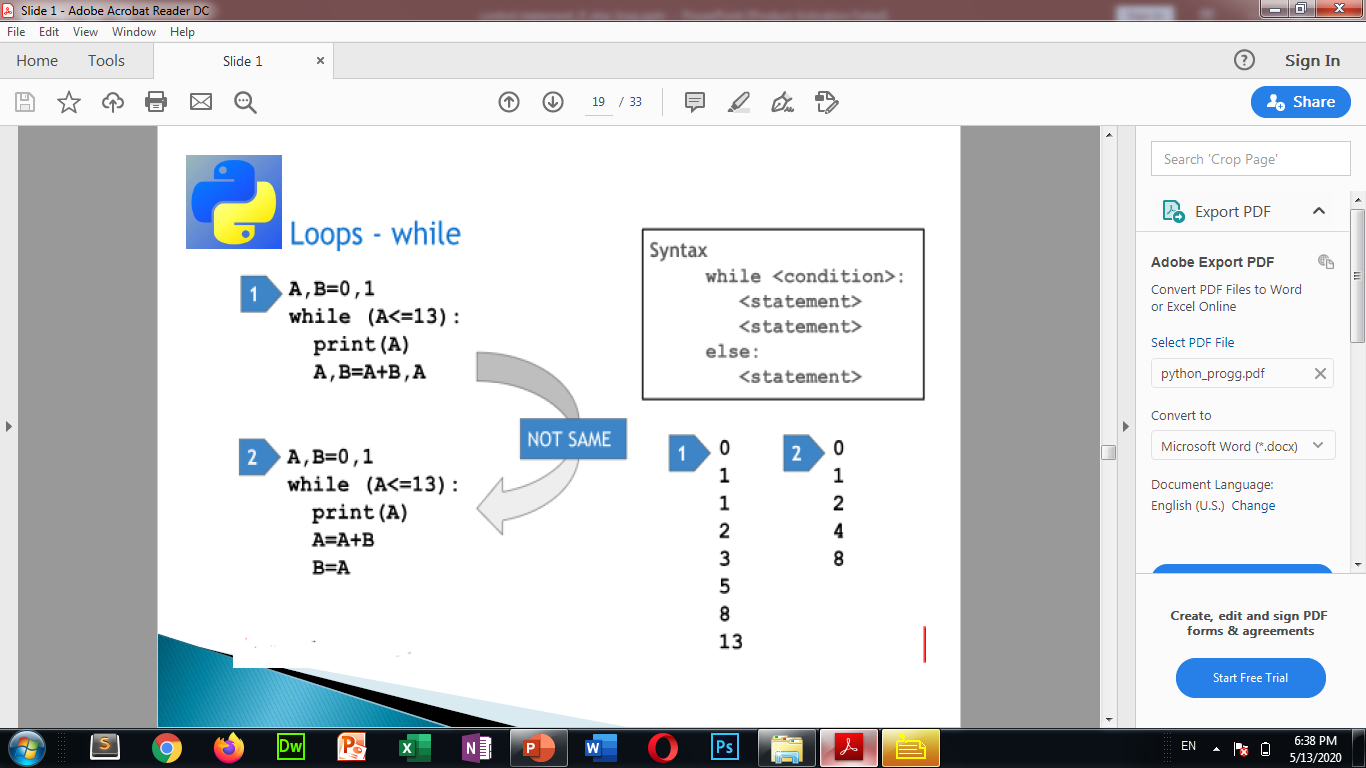 Slide 1 - Adobe Acrobat Reader DC
File Edit View Window Help
Home Tools Slide 1 ×
19 / 33
Sign In
Share
Loops - while
1
A,B=0,1
while (A<=13):
print(A)
A,B=A+B,A
NOT SAME
2
A,B=0,1
while (A<=13):
print(A)
A=A+B
B=A
Syntax
while <condition>:
<statement>
<statement>
else:
<statement>
1
0
1
1
2
3
5
8
13
2
0
1
2
4
8
Search 'Crop Page'
Export PDF
Adobe Export PDF
Convert PDF Files to Word
or Excel Online
Select PDF File
python_progg.pdf
Convert to
Microsoft Word (*.docx)
Document Language:
English (U.S.) Change
Create, edit and sign PDF
forms & agreements
Start Free Trial
S Dw P X N P W Ps
EN
6:38 PM
5/13/2020